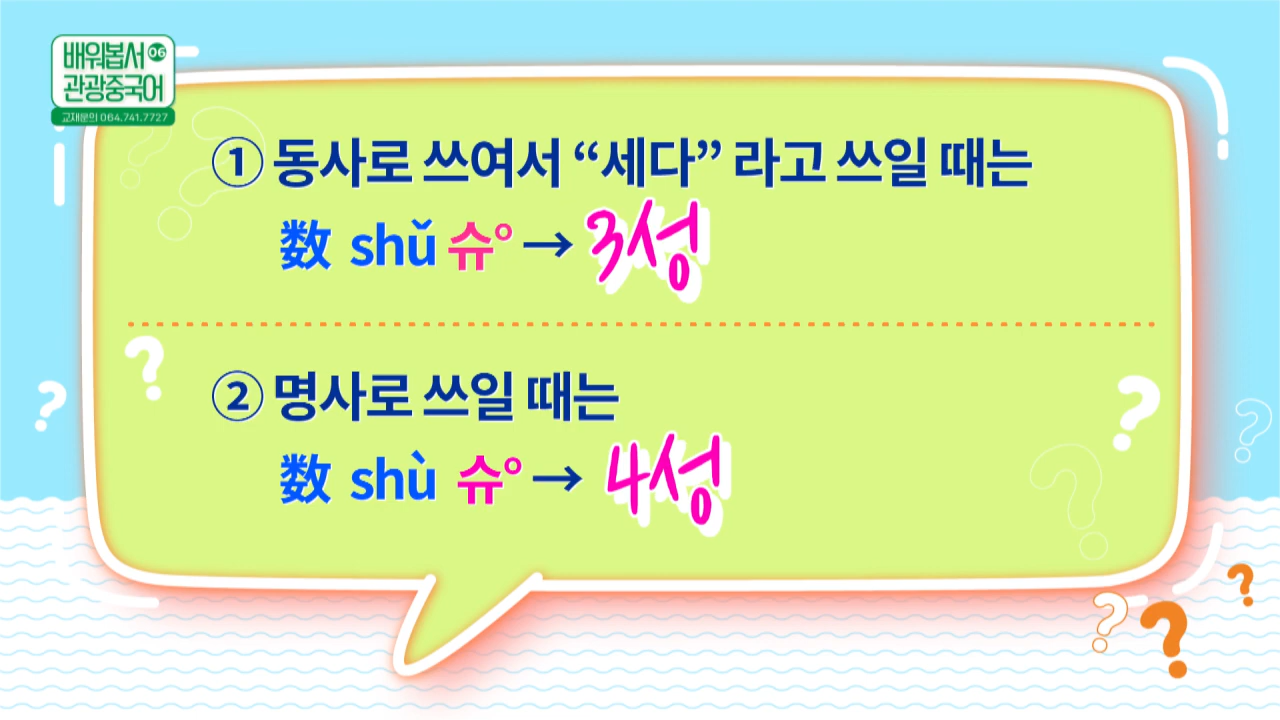 배워봅서 06
관광중국어
교재문의 064.741.7727
① 동사로 쓰여서 “세다” 라고 쓰일 때는
数 shǔ 슈° → 3성
② 명사로 쓰일 때는
数 shù 슈° → 4성